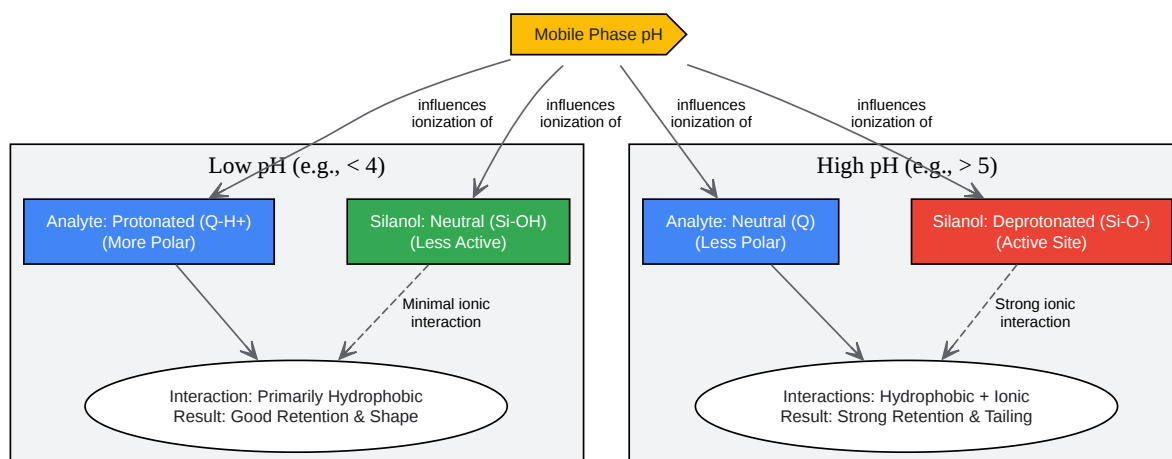 Mobile Phase pH
influences
ionization of
influences
ionization of
influences
ionization of
influences
ionization of
Low pH (e.g., < 4)
High pH (e.g., > 5)
Analyte: Protonated (Q-H+)
(More Polar)
Silanol: Neutral (Si-OH)
(Less Active)
Analyte: Neutral (Q)
(Less Polar)
Silanol: Deprotonated (Si-O-)
(Active Site)
Minimal ionic
interaction
Strong ionic
interaction
Interaction: Primarily Hydrophobic
Result: Good Retention & Shape
Interactions: Hydrophobic + Ionic
Result: Strong Retention & Tailing